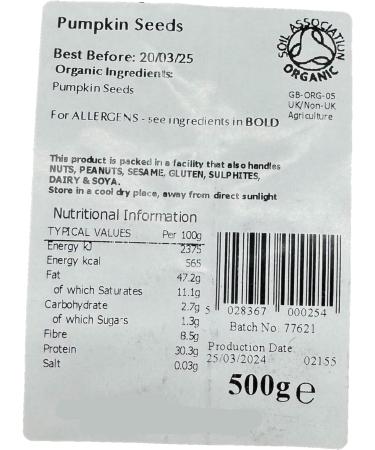 Pumpkin Seeds
SOIL ASSOCIATION
ORGANIC
Best Before: 20/03/25
Organic Ingredients:
Pumpkin Seeds
GB-ORG-05
UK/Non-UK
Agriculture
For ALLERGENS - see ingredients in BOLD
This product is packed in a facility that also handles
NUTS, PEANUTS, SESAME, GLUTEN, SULPHITES,
DAIRY & SOYA.
Store in a cool dry place, away from direct sunlight
Nutritional Information
TYPICAL VALUES Per 100g
Energy kJ 2375
Energy kcal 565
Fat 47.2g
of which Saturates 11.1g
Carbohydrate 2.7g
of which Sugars 1.3g
Fibre 8.5g
Protein 30.3g
Salt 0.03g
5 028367 000254
Batch No 77621
Production Date:
25/03/2024 02155
500g e